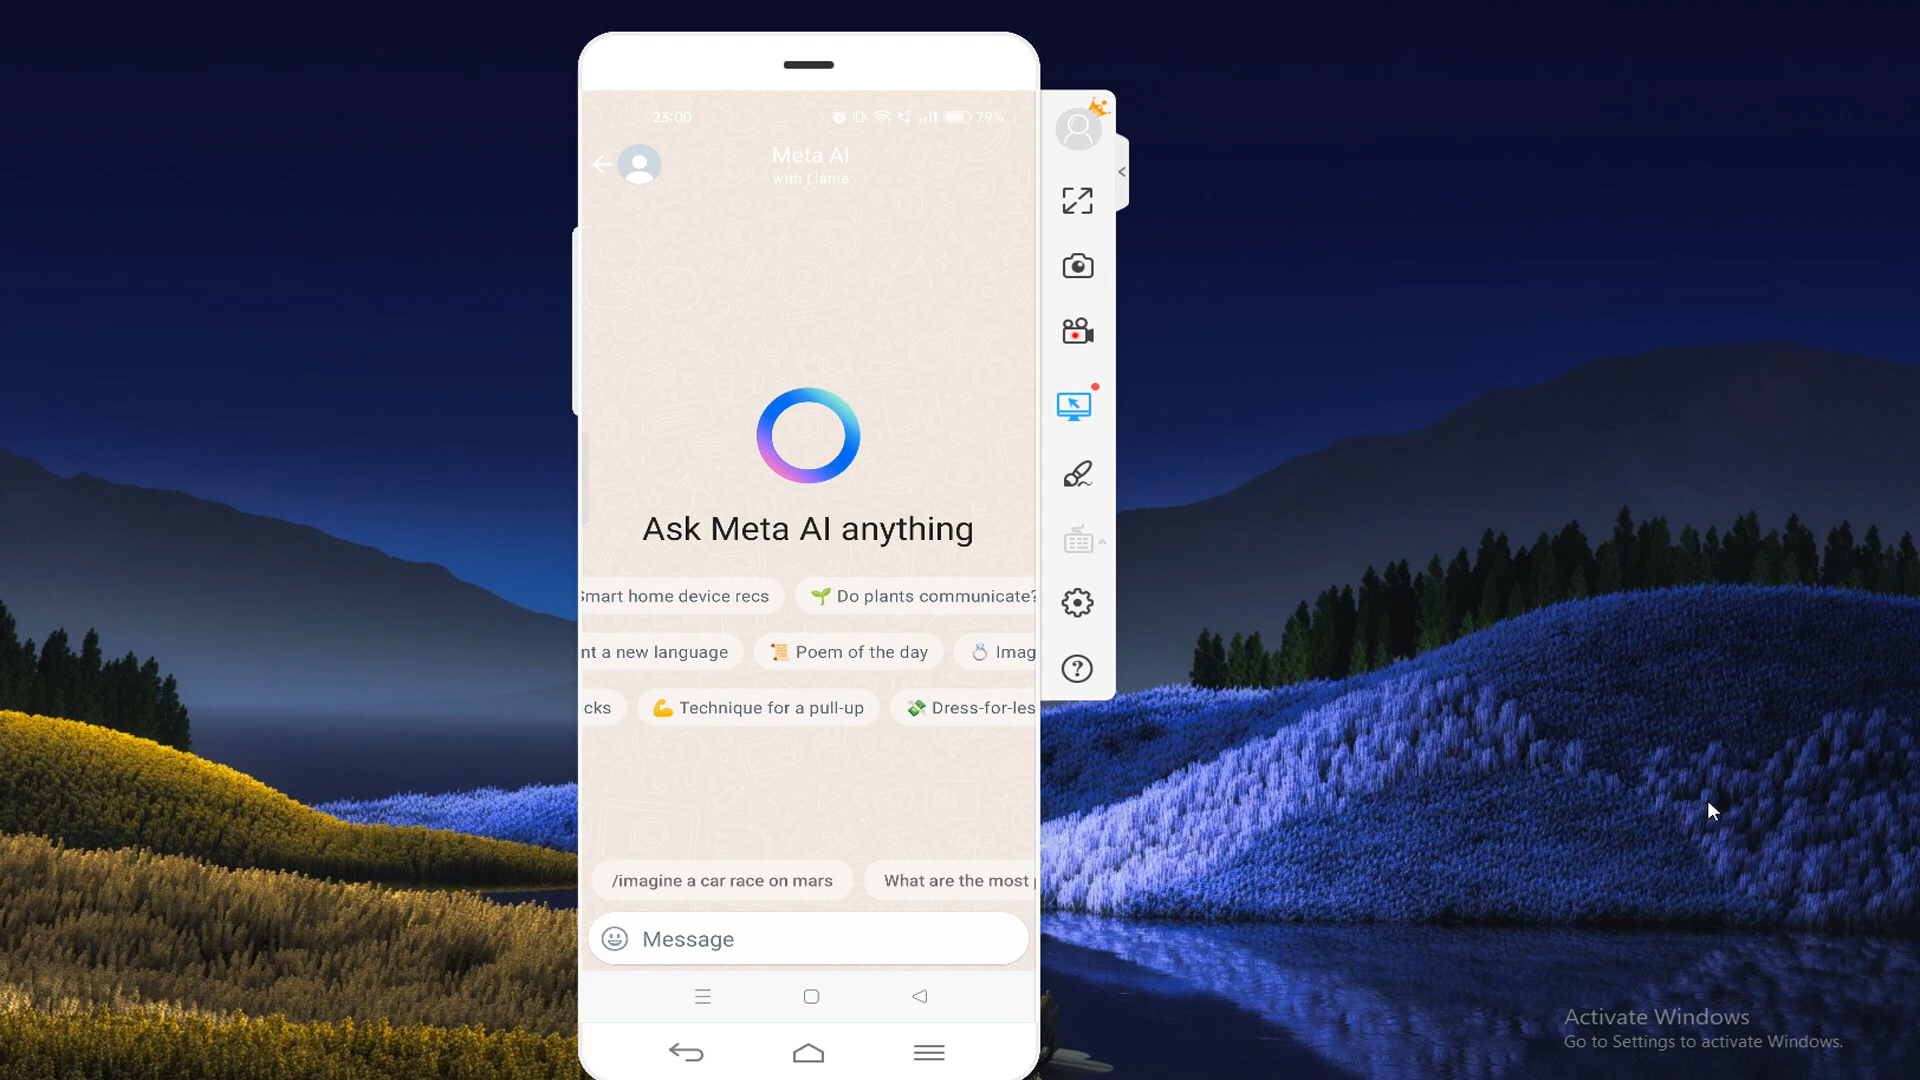 23:00
79%
Meta AI
with Llama
Ask Meta AI anything
Smart home device recs
Do plants communicate?
nt a new language
Poem of the day
Imag
cks
Technique for a pull-up
Dress-for-les
/imagine a car race on mars
What are the most
Message
Activate Windows
Go to Settings to activate Windows.